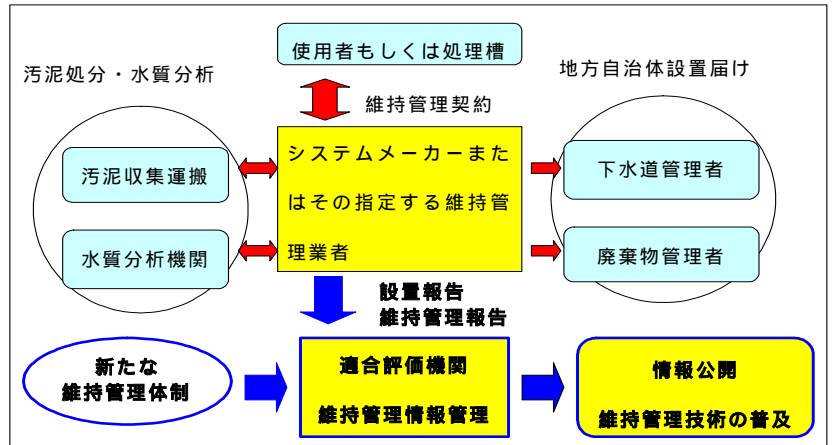 使用者もしくは処理槽
汚泥処分・水質分析
地方自治体設置届け
維持管理契約
システムメーカーまた
はその指定する維持管
理業者
汚泥収集運搬
水質分析機関
下水道管理者
廃棄物管理者
設置報告
維持管理報告
新たな
維持管理体制
適合評価機関
維持管理情報管理
情報公開
維持管理技術の普及